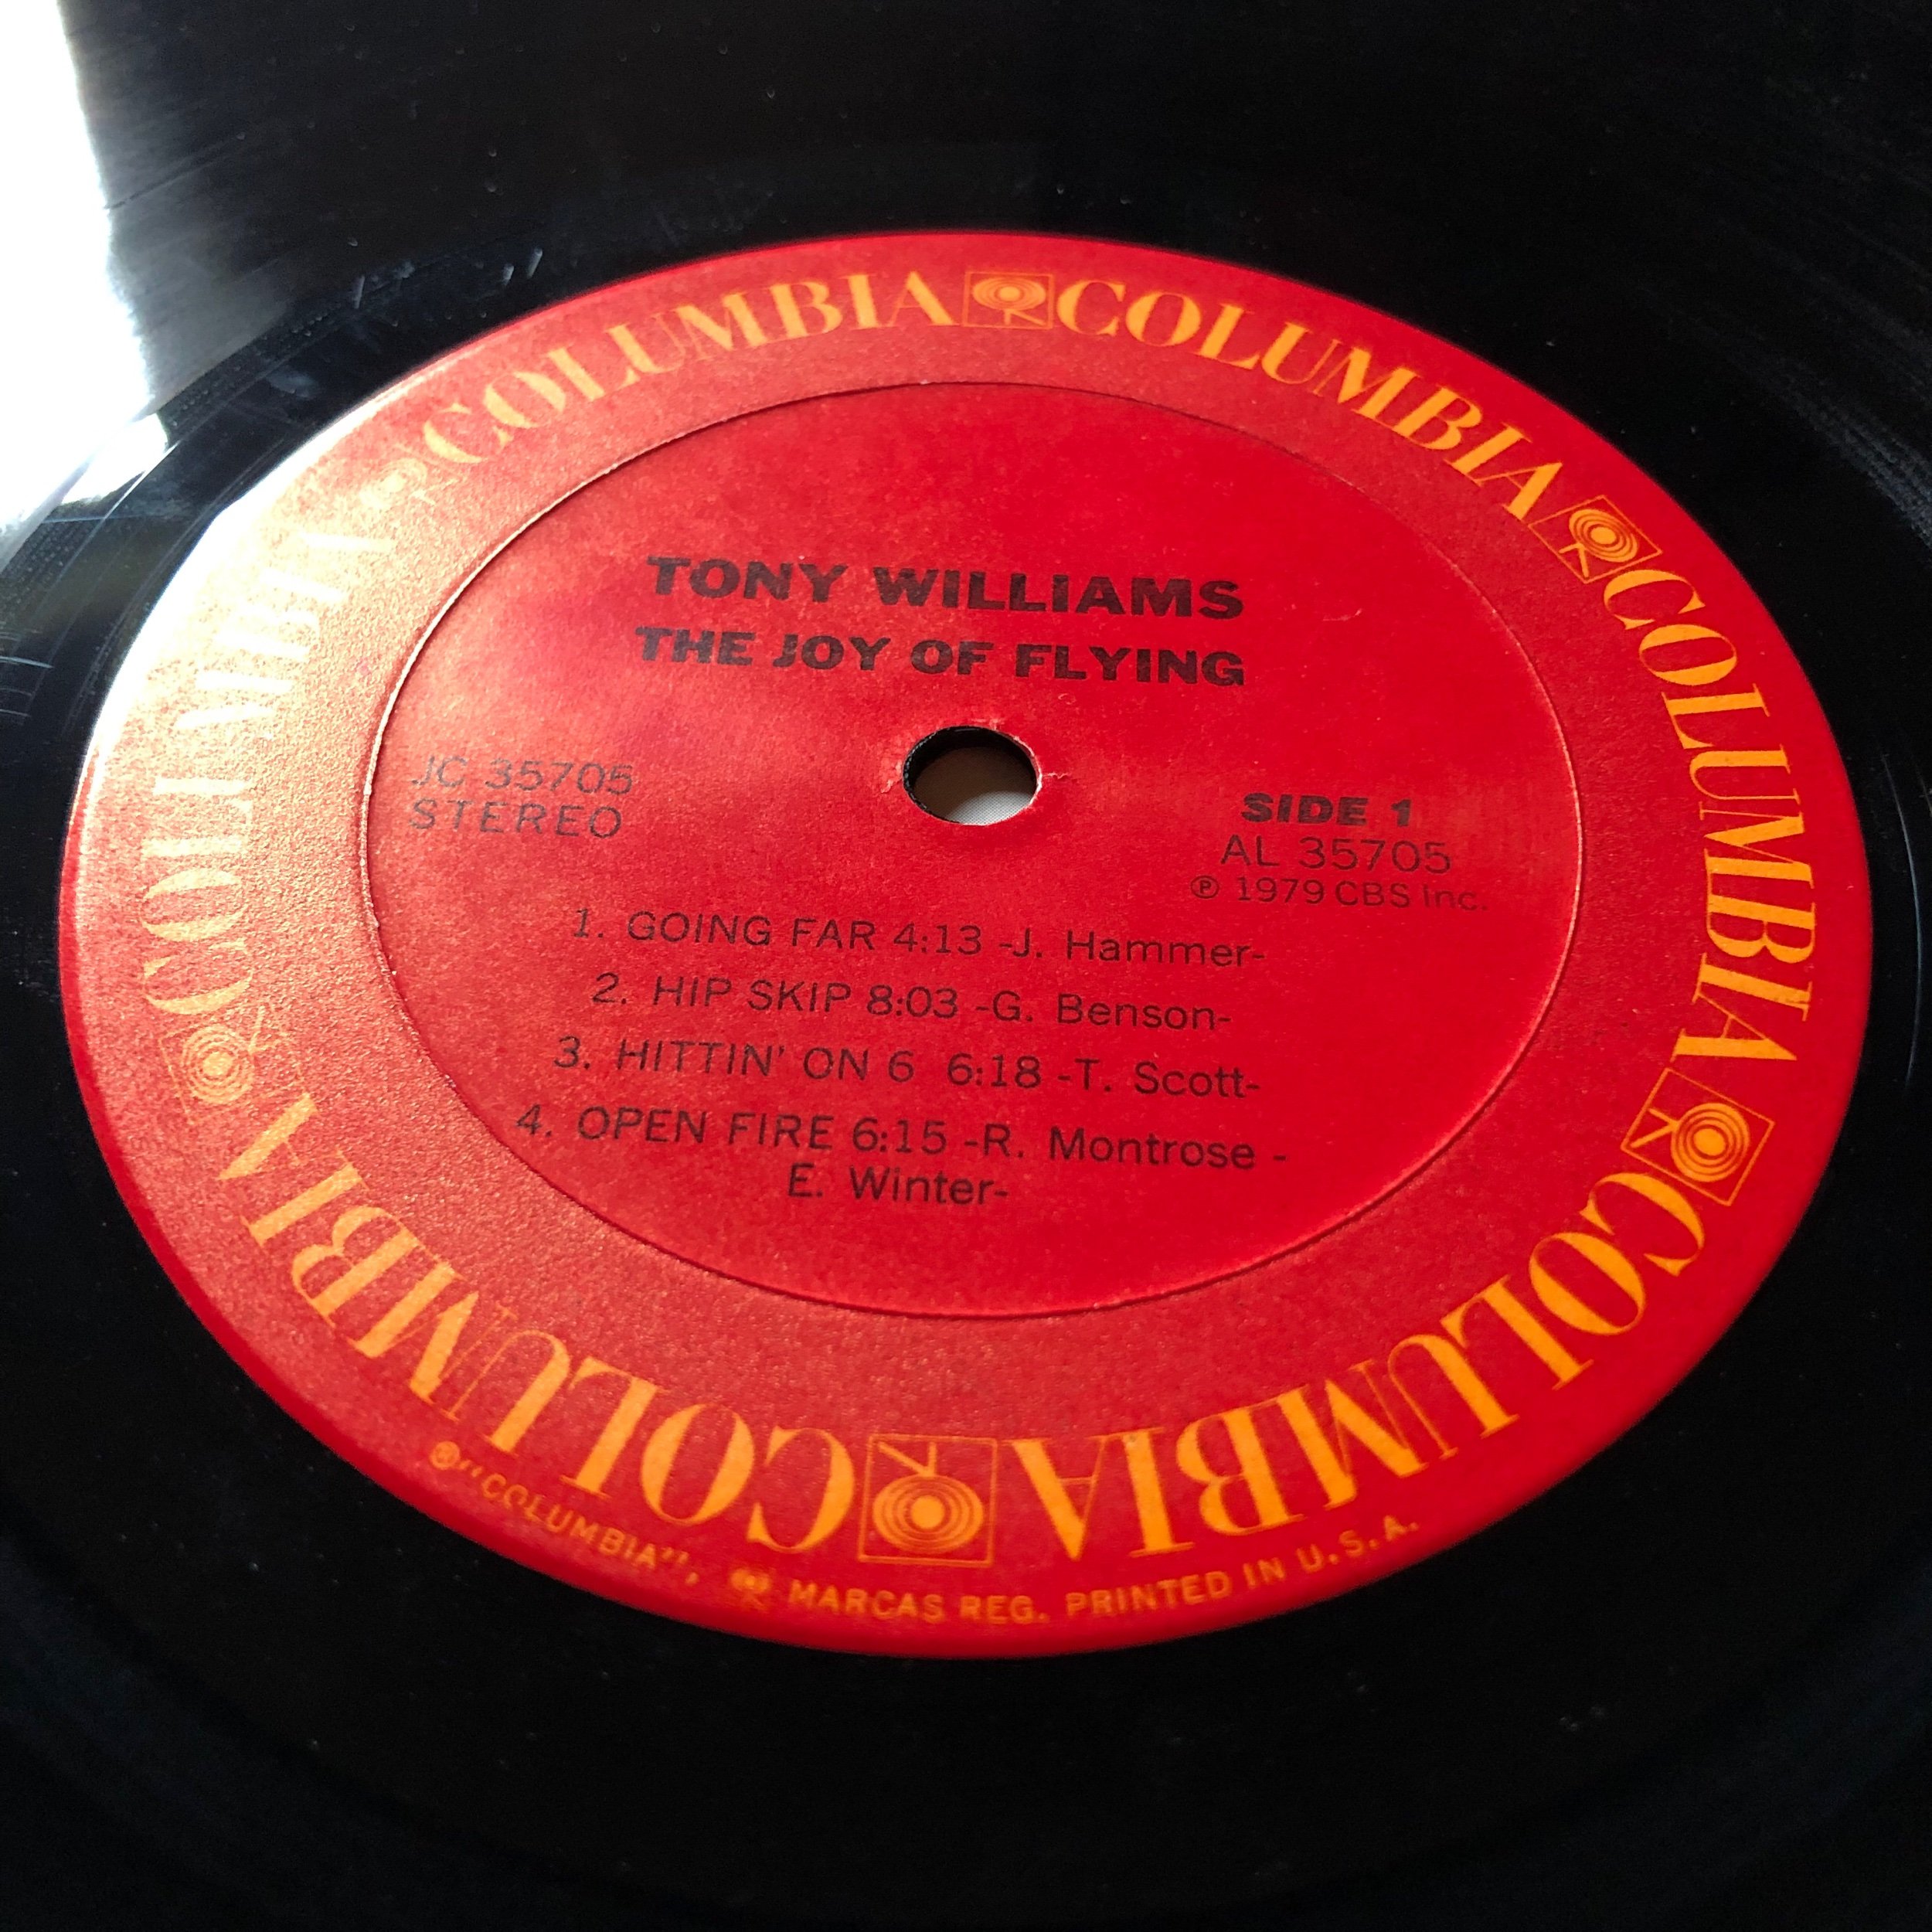 COLUMBIA COLUMBIA COLUMBIA COLUMBIA COLUMBIA COLUMBIA
TONY WILLIAMS
THE JOY OF FLYING
JC 35705
STEREO
SIDE 1
AL 35705
℗ 1979 CBS Inc.
1. GOING FAR 4:13 -J. Hammer-
2. HIP SKIP 8:03 -G. Benson-
3. HITTIN' ON 6 6:18 -T. Scott-
4. OPEN FIRE 6:15 -R. Montrose -
E. Winter-
® "COLUMBIA", MARCAS REG. PRINTED IN U.S.A.